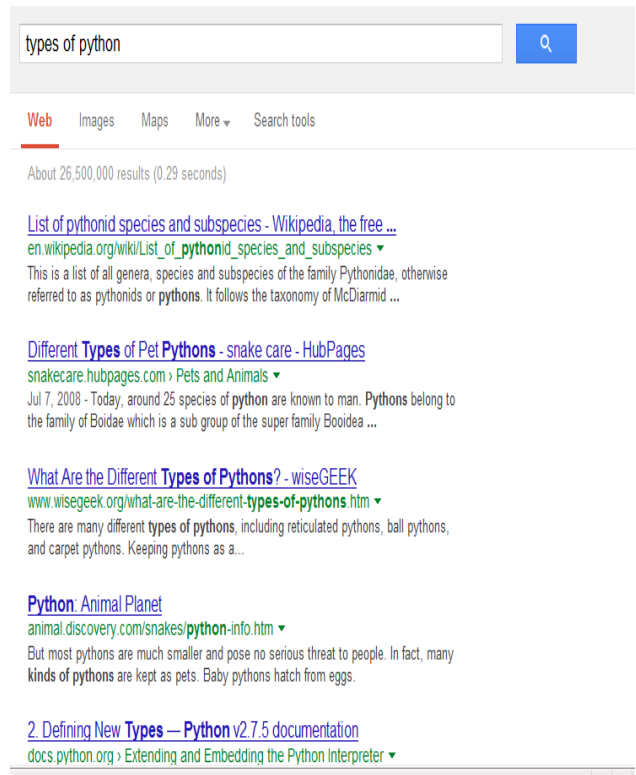 types of python
Web Images Maps More Search tools
About 26,500,000 results (0.29 seconds)
List of pythonid species and subspecies - Wikipedia, the free ...
en.wikipedia.org/wiki/List_of_pythonid_species_and_subspecies
This is a list of all genera, species and subspecies of the family Pythonidae, otherwise
referred to as pythonids or pythons. It follows the taxonomy of McDiarmid ...
Different Types of Pet Pythons - snake care - HubPages
snakecare.hubpages.com › Pets and Animals
Jul 7, 2008 - Today, around 25 species of python are known to man. Pythons belong to
the family of Boidae which is a sub group of the super family Booidea ...
What Are the Different Types of Pythons? - wiseGEEK
www.wisegeek.org/what-are-the-different-types-of-pythons.htm
There are many different types of pythons, including reticulated pythons, ball pythons,
and carpet pythons. Keeping pythons as a...
Python: Animal Planet
animal.discovery.com/snakes/python-info.htm
But most pythons are much smaller and pose no serious threat to people. In fact, many
kinds of pythons are kept as pets. Baby pythons hatch from eggs.
2. Defining New Types — Python v2.7.5 documentation
docs.python.org › Extending and Embedding the Python Interpreter